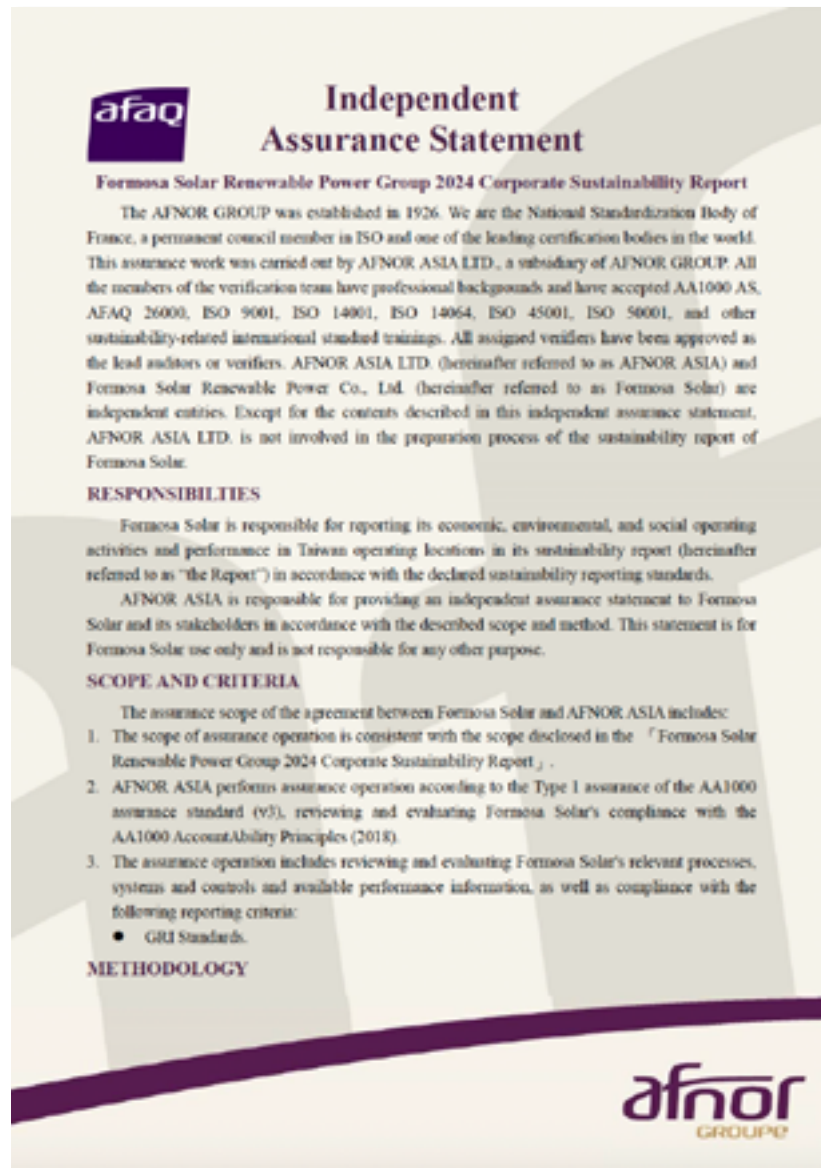 afaq
Independent
Assurance Statement
Formosa Solar Renewable Power Group 2024 Corporate Sustainability Report
The AFNOR GROUP was established in 1926. We are the National Standardization Body of
France, a permanent council member in ISO and one of the leading certification bodies in the world.
This assurance work was carried out by AFNOR ASIA LTD., a subsidiary of AFNOR GROUP. All
the members of the verification team have professional backgrounds and have accepted AA1000 AS,
AFAQ 26000, ISO 9001, ISO 14001, ISO 14064, ISO 45001, ISO 50001, and other
sustainability-related international standard trainings. All assigned verifiers have been approved as
the lead auditors or verifiers. AFNOR ASIA LTD. (hereinafter referred to as AFNOR ASIA) and
Formosa Solar Renewable Power Co., Ltd. (hereinafter referred to as Formosa Solar) are
independent entities. Except for the contents described in this independent assurance statement,
AFNOR ASIA LTD. is not involved in the preparation process of the sustainability report of
Formosa Solar.
RESPONSIBILTIES
Formosa Solar is responsible for reporting its economic, environmental, and social operating
activities and performance in Taiwan operating locations in its sustainability report (hereinafter
referred to as "the Report") in accordance with the declared sustainability reporting standards.
AFNOR ASIA is responsible for providing an independent assurance statement to Formosa
Solar and its stakeholders in accordance with the described scope and method. This statement is for
Formosa Solar use only and is not responsible for any other purpose.
SCOPE AND CRITERIA
The assurance scope of the agreement between Formosa Solar and AFNOR ASIA includes:
1. The scope of assurance operation is consistent with the scope disclosed in the 「Formosa Solar
Renewable Power Group 2024 Corporate Sustainability Report」.
2. AFNOR ASIA performs assurance operation according to the Type 1 assurance of the AA1000
assurance standard (v3), reviewing and evaluating Formosa Solar's compliance with the
AA1000 AccountAbility Principles (2018).
3. The assurance operation includes reviewing and evaluating Formosa Solar's relevant processes,
systems and controls and available performance information, as well as compliance with the
following reporting criteria:
● GRI Standards.
METHODOLOGY
afnor
GROUPE